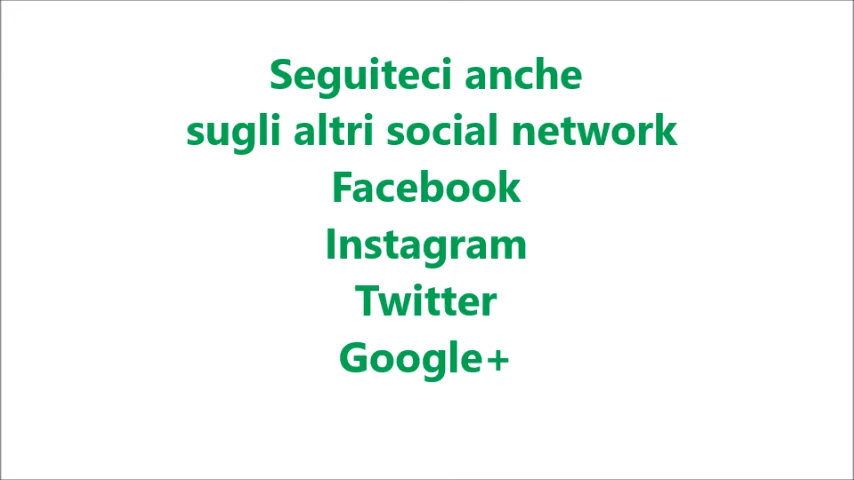 Seguiteci anche
sugli altri social network
Facebook
Instagram
Twitter
Google+